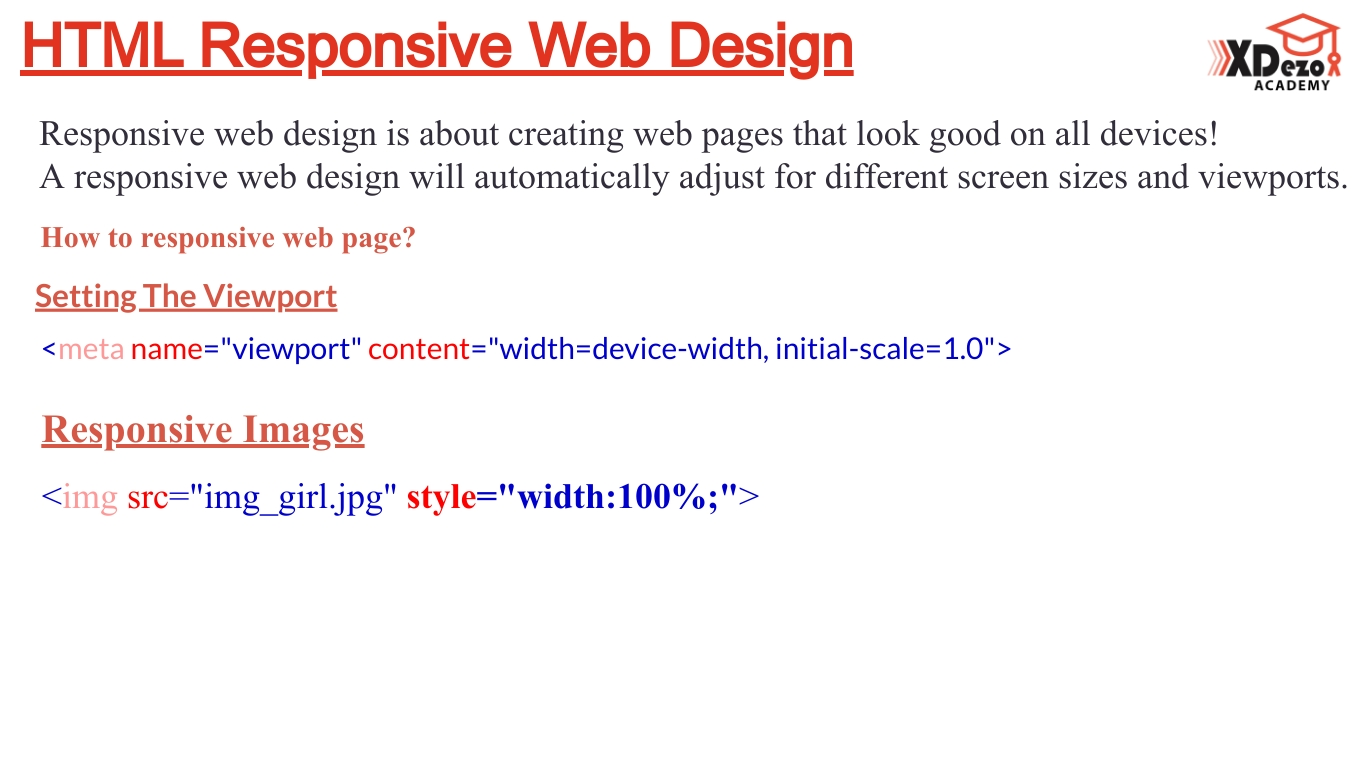 HTML Responsive Web Design
XDezo
ACADEMY
Responsive web design is about creating web pages that look good on all devices!
A responsive web design will automatically adjust for different screen sizes and viewports.
How to responsive web page?
Setting The Viewport
<meta name="viewport" content="width=device-width, initial-scale=1.0">
Responsive Images
<img src="img_girl.jpg" style="width:100%;">